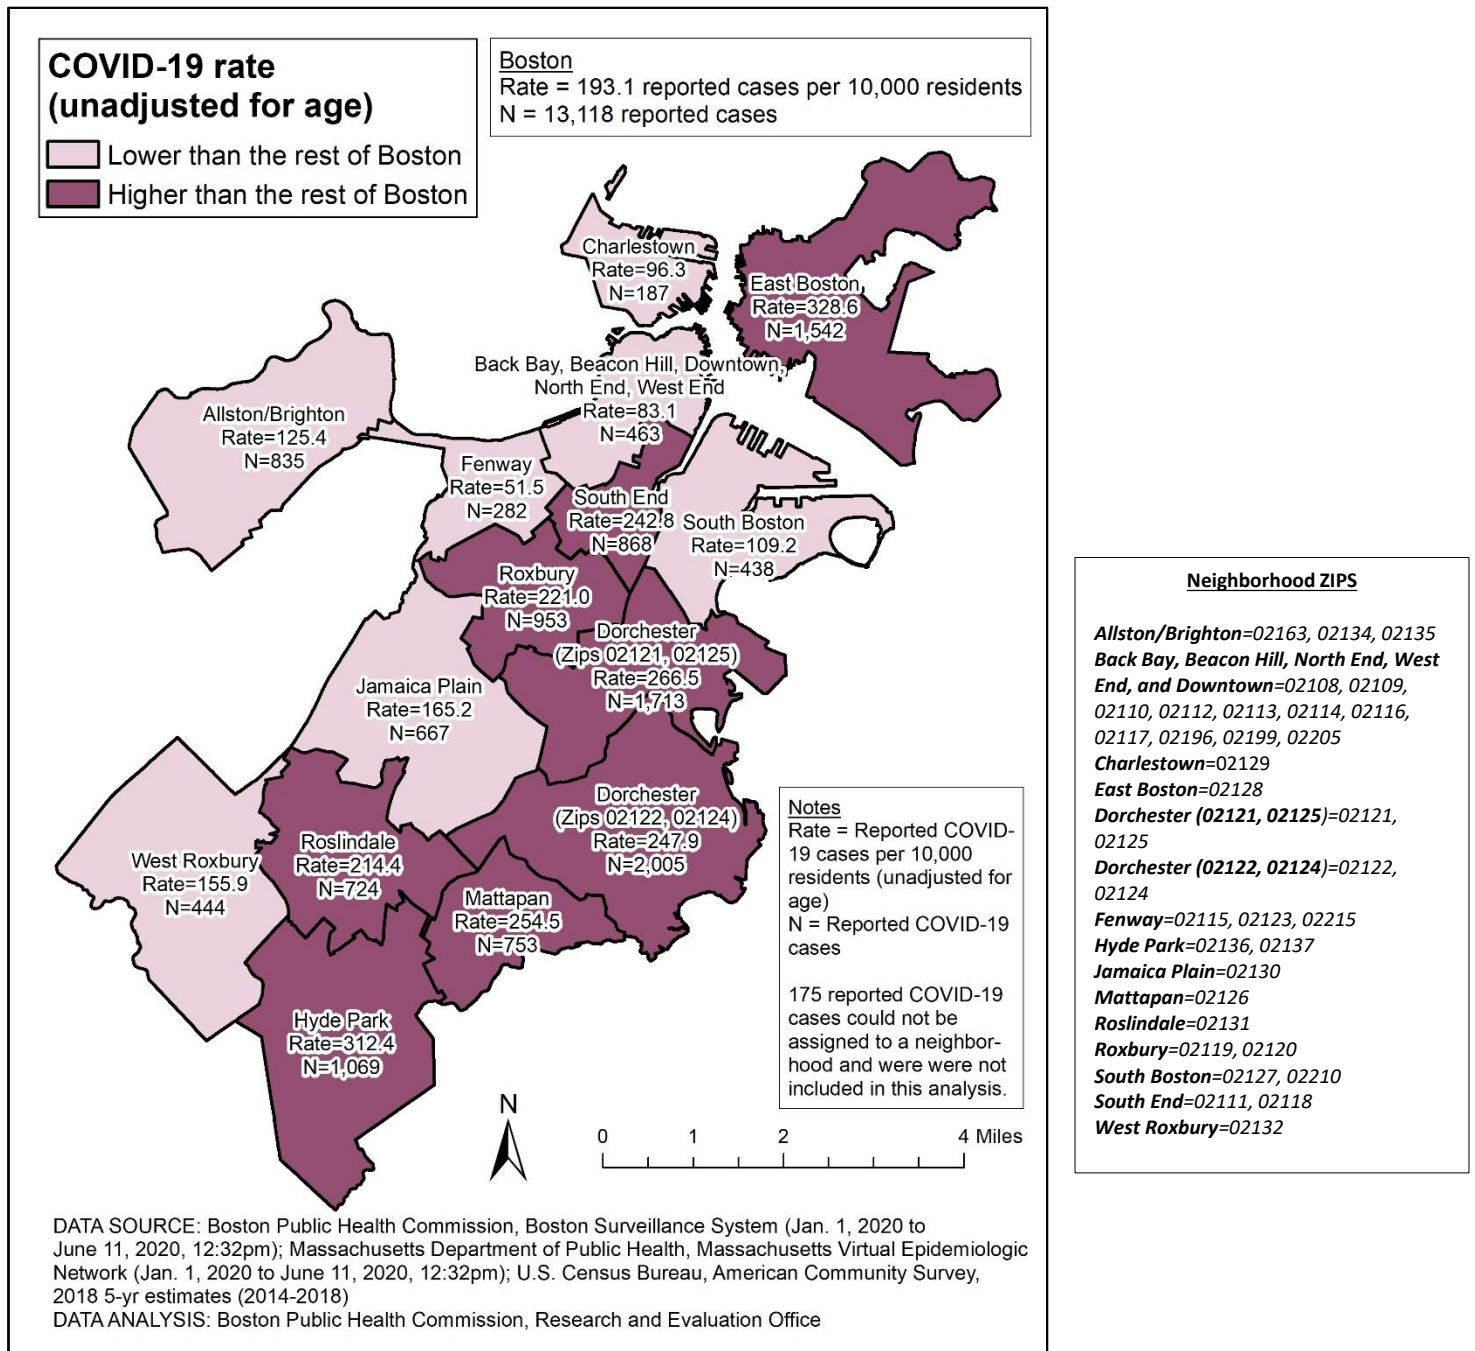 COVID-19 rate
(unadjusted for age)
Lower than the rest of Boston
Higher than the rest of Boston
Boston
Rate = 193.1 reported cases per 10,000 residents
N = 13,118 reported cases
Charlestown
Rate=96.3
N=187
East Boston
Rate=328.6
N=1,542
Back Bay, Beacon Hill, Downtown,
North End, West End
Rate=83.1
N=463
Allston/Brighton
Rate=125.4
N=835
Fenway
Rate=51.5
N=282
South End
Rate=242.8
N=868
South Boston
Rate=109.2
N=438
Roxbury
Rate=221.0
N=953
Dorchester
(Zips 02121, 02125)
Rate=266.5
N=1,713
Jamaica Plain
Rate=165.2
N=667
Dorchester
(Zips 02122, 02124)
Rate=247.9
N=2,005
West Roxbury
Rate=155.9
N=444
Roslindale
Rate=214.4
N=724
Mattapan
Rate=254.5
N=753
Hyde Park
Rate=312.4
N=1,069
Notes
Rate = Reported COVID-
19 cases per 10,000
residents (unadjusted for
age)
N = Reported COVID-19
cases
175 reported COVID-19
cases could not be
assigned to a neighbor-
hood and were were not
included in this analysis.
N
0 1 2 4 Miles
DATA SOURCE: Boston Public Health Commission, Boston Surveillance System (Jan. 1, 2020 to
June 11, 2020, 12:32pm); Massachusetts Department of Public Health, Massachusetts Virtual Epidemiologic
Network (Jan. 1, 2020 to June 11, 2020, 12:32pm); U.S. Census Bureau, American Community Survey,
2018 5-yr estimates (2014-2018)
DATA ANALYSIS: Boston Public Health Commission, Research and Evaluation Office
Neighborhood ZIPS
Allston/Brighton=02163, 02134, 02135
Back Bay, Beacon Hill, North End, West
End, and Downtown=02108, 02109,
02110, 02112, 02113, 02114, 02116,
02117, 02196, 02199, 02205
Charlestown=02129
East Boston=02128
Dorchester (02121, 02125)=02121,
02125
Dorchester (02122, 02124)=02122,
02124
Fenway=02115, 02123, 02215
Hyde Park=02136, 02137
Jamaica Plain=02130
Mattapan=02126
Roslindale=02131
Roxbury=02119, 02120
South Boston=02127, 02210
South End=02111, 02118
West Roxbury=02132